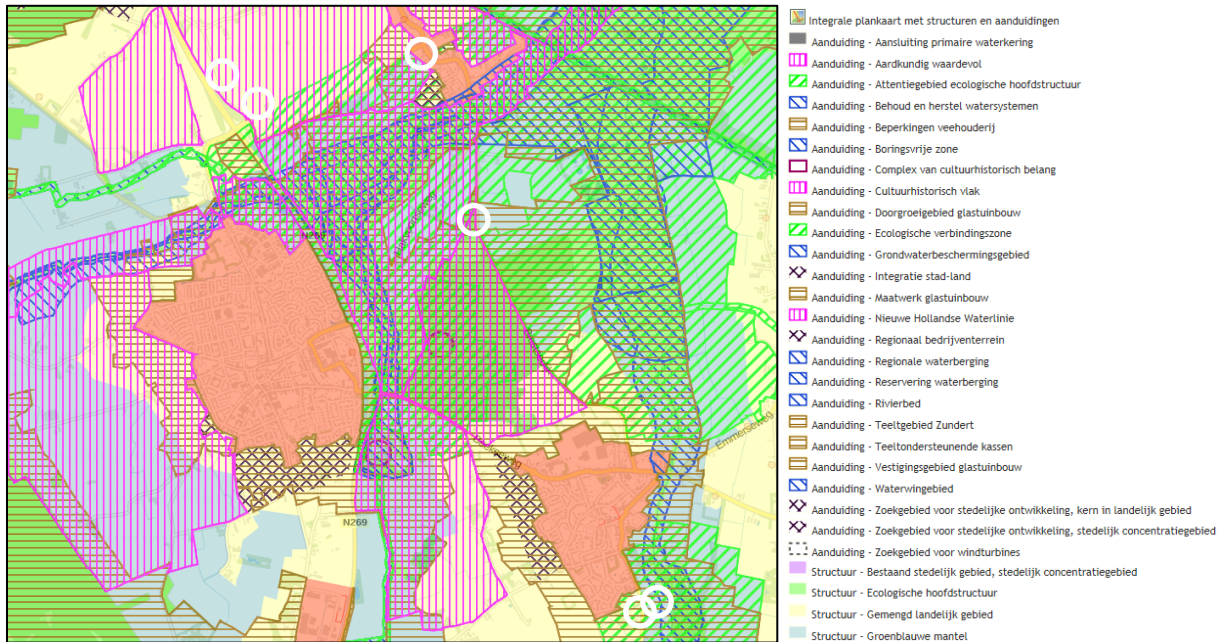 N269
Emmerseweg
N269
Integrale plankaart met structuren en aanduidingen
Aanduiding - Aansluiting primaire waterkering
Aanduiding - Aardkundig waardevol
Aanduiding - Attentiegebied ecologische hoofdstructuur
Aanduiding - Behoud en herstel watersystemen
Aanduiding - Beperkingen veehouderij
Aanduiding - Boringsvrije zone
Aanduiding - Complex van cultuurhistorisch belang
Aanduiding - Cultuurhistorisch vlak
Aanduiding - Doorgroeigebied glastuinbouw
Aanduiding - Ecologische verbindingszone
Aanduiding - Grondwaterbeschermingsgebied
Aanduiding - Integratie stad-land
Aanduiding - Maatwerk glastuinbouw
Aanduiding - Nieuwe Hollandse Waterlinie
Aanduiding - Regionaal bedrijventerrein
Aanduiding - Regionale waterberging
Aanduiding - Reservering waterberging
Aanduiding - Rivierbed
Aanduiding - Teeltgebied Zundert
Aanduiding - Teeltondersteunende kassen
Aanduiding - Vestigingsgebied glastuinbouw
Aanduiding - Waterwingebied
Aanduiding - Zoekgebied voor stedelijke ontwikkeling, kern in landelijk gebied
Aanduiding - Zoekgebied voor stedelijke ontwikkeling, stedelijk concentratiegebied
Aanduiding - Zoekgebied voor windturbines
Structuur - Bestaand stedelijk gebied, stedelijk concentratiegebied
Structuur - Ecologische hoofdstructuur
Structuur - Gemengd landelijk gebied
Structuur - Groenblauwe mantel